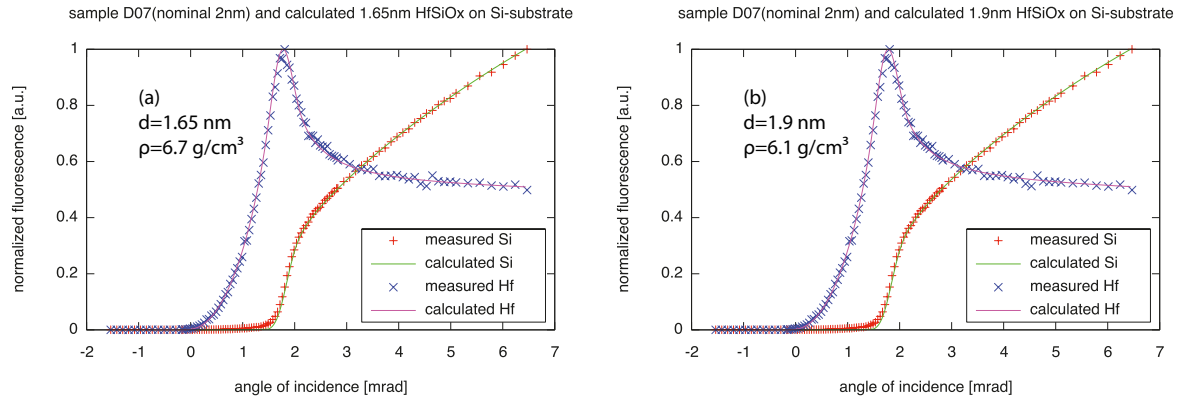 sample D07(nominal 2nm) and calculated 1.65nm HfSiOx on Si-substrate
normalized fluorescence [a.u.]
1
0.8
0.6
0.4
0.2
0
(a)
d=1.65 nm
ρ=6.7 g/cm³
measured Si
calculated Si
measured Hf
calculated Hf
-2 -1 0 1 2 3 4 5 6 7
angle of incidence [mrad]
sample D07(nominal 2nm) and calculated 1.9nm HfSiOx on Si-substrate
normalized fluorescence [a.u.]
1
0.8
0.6
0.4
0.2
0
(b)
d=1.9 nm
ρ=6.1 g/cm³
measured Si
calculated Si
measured Hf
calculated Hf
-2 -1 0 1 2 3 4 5 6 7
angle of incidence [mrad]